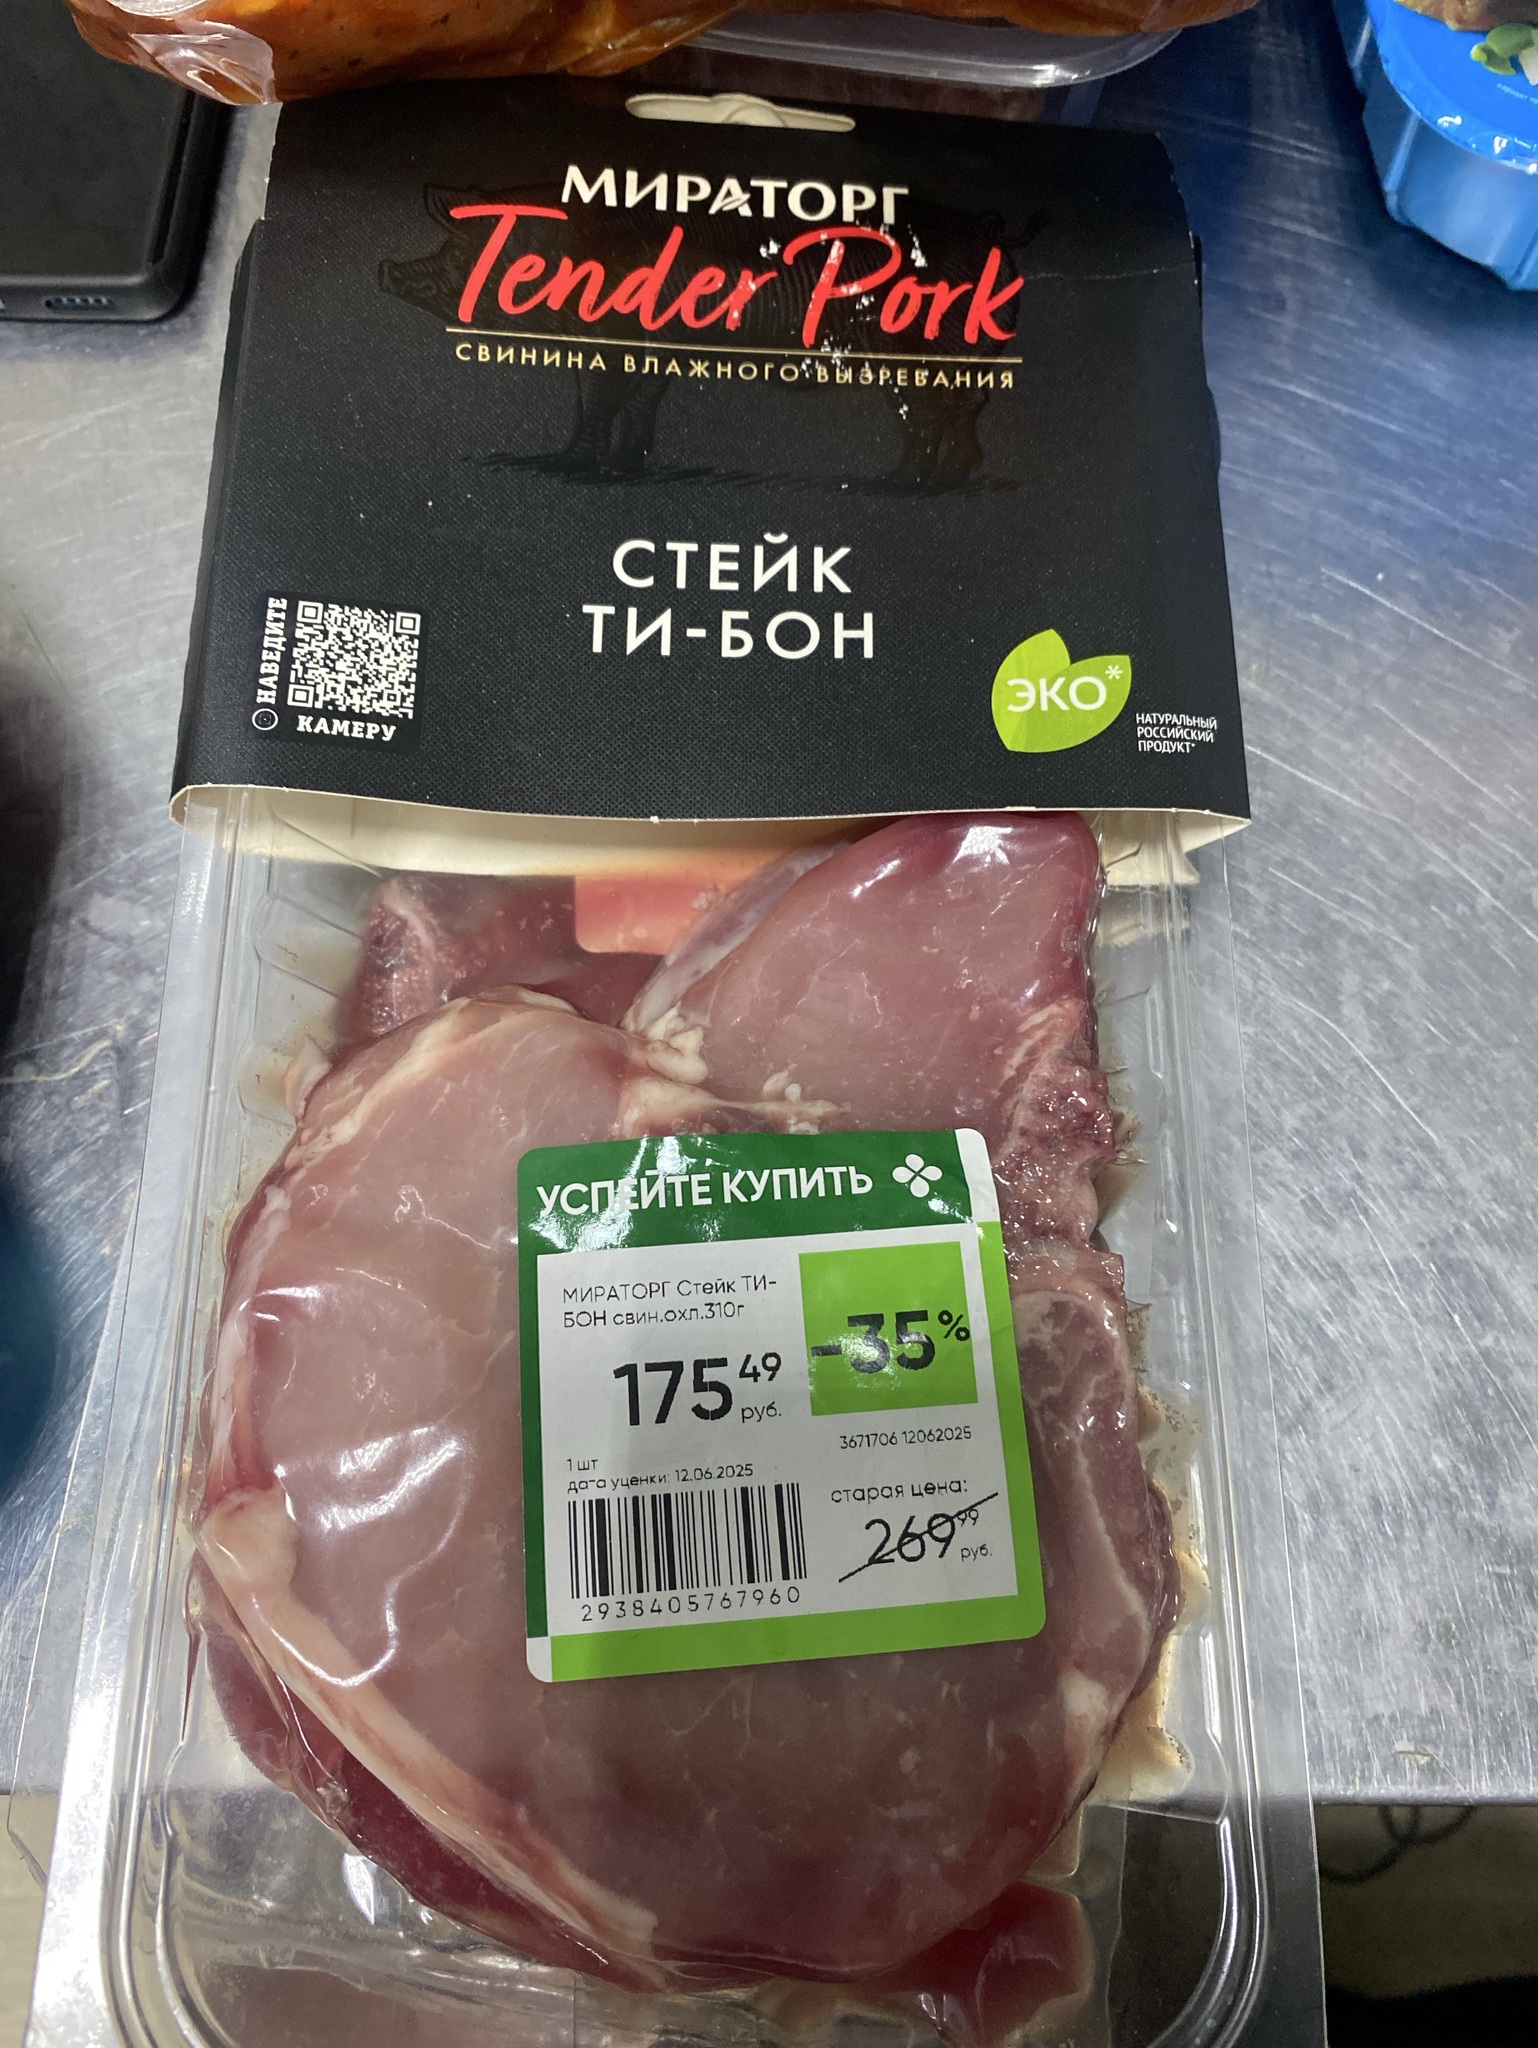 МИРАТОРГ
Tender Pork
СВИНИНА ВЛАЖНОГО ВЫЗРЕВАНИЯ
СТЕЙК
ТИ-БОН
НАВЕДИТЕ
КАМЕРУ
ЭКО*
НАТУРАЛЬНЫЙ
РОССИЙСКИЙ
ПРОДУКТ*
УСПЕЙТЕ КУПИТЬ
МИРАТОРГ Стейк ТИ-
БОН свин.охл.310г
-35%
175 49
руб.
3671706 12062025
1 шт
дата уценки: 12.06.2025
старая цена:
269 99
руб.
2938405767960